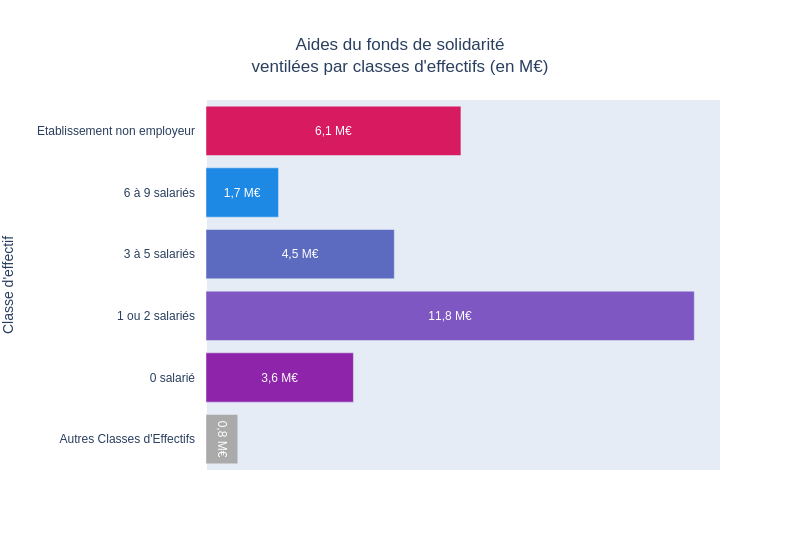 Aides du fonds de solidarité
ventilées par classes d'effectifs (en M€)
Classe d'effectif
Etablissement non employeur
6,1 M€
6 à 9 salariés
1,7 M€
3 à 5 salariés
4,5 M€
1 ou 2 salariés
11,8 M€
0 salarié
3,6 M€
Autres Classes d'Effectifs
0,8 M€